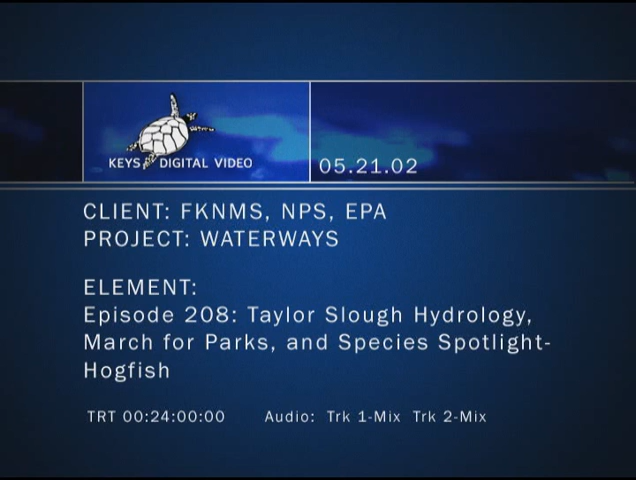 KEYS DIGITAL VIDEO
05.21.02
CLIENT: FKNMS, NPS, EPA
PROJECT: WATERWAYS
ELEMENT:
Episode 208: Taylor Slough Hydrology,
March for Parks, and Species Spotlight-
Hogfish
TRT 00:24:00:00 Audio: Trk 1-Mix Trk 2-Mix